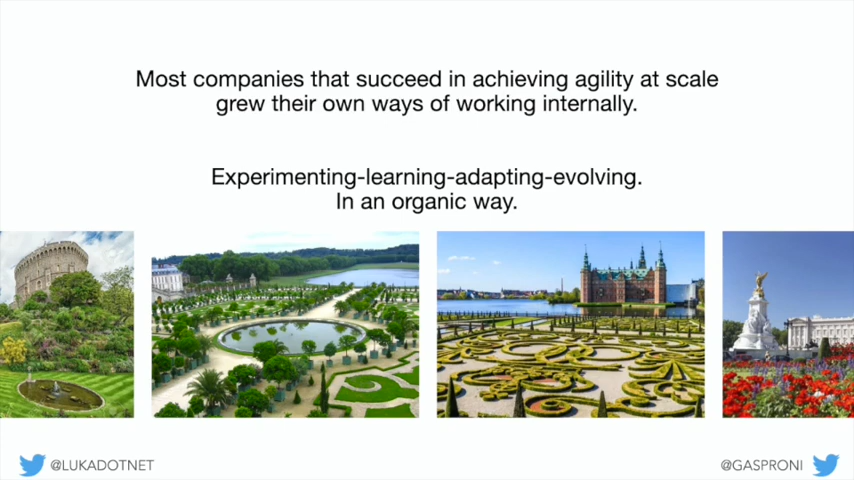 Most companies that succeed in achieving agility at scale
grew their own ways of working internally.
Experimenting-learning-adapting-evolving.
In an organic way.
@LUKADOTNET
@GASPRONI